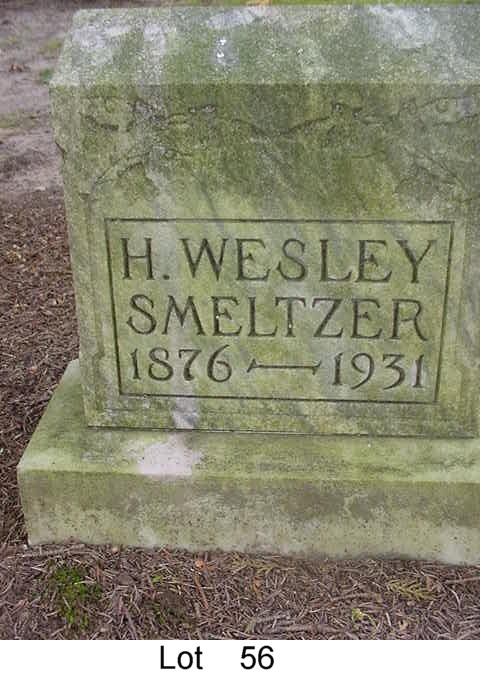 H. WESLEY
SMELTZER
1876 — 1931
Lot 56